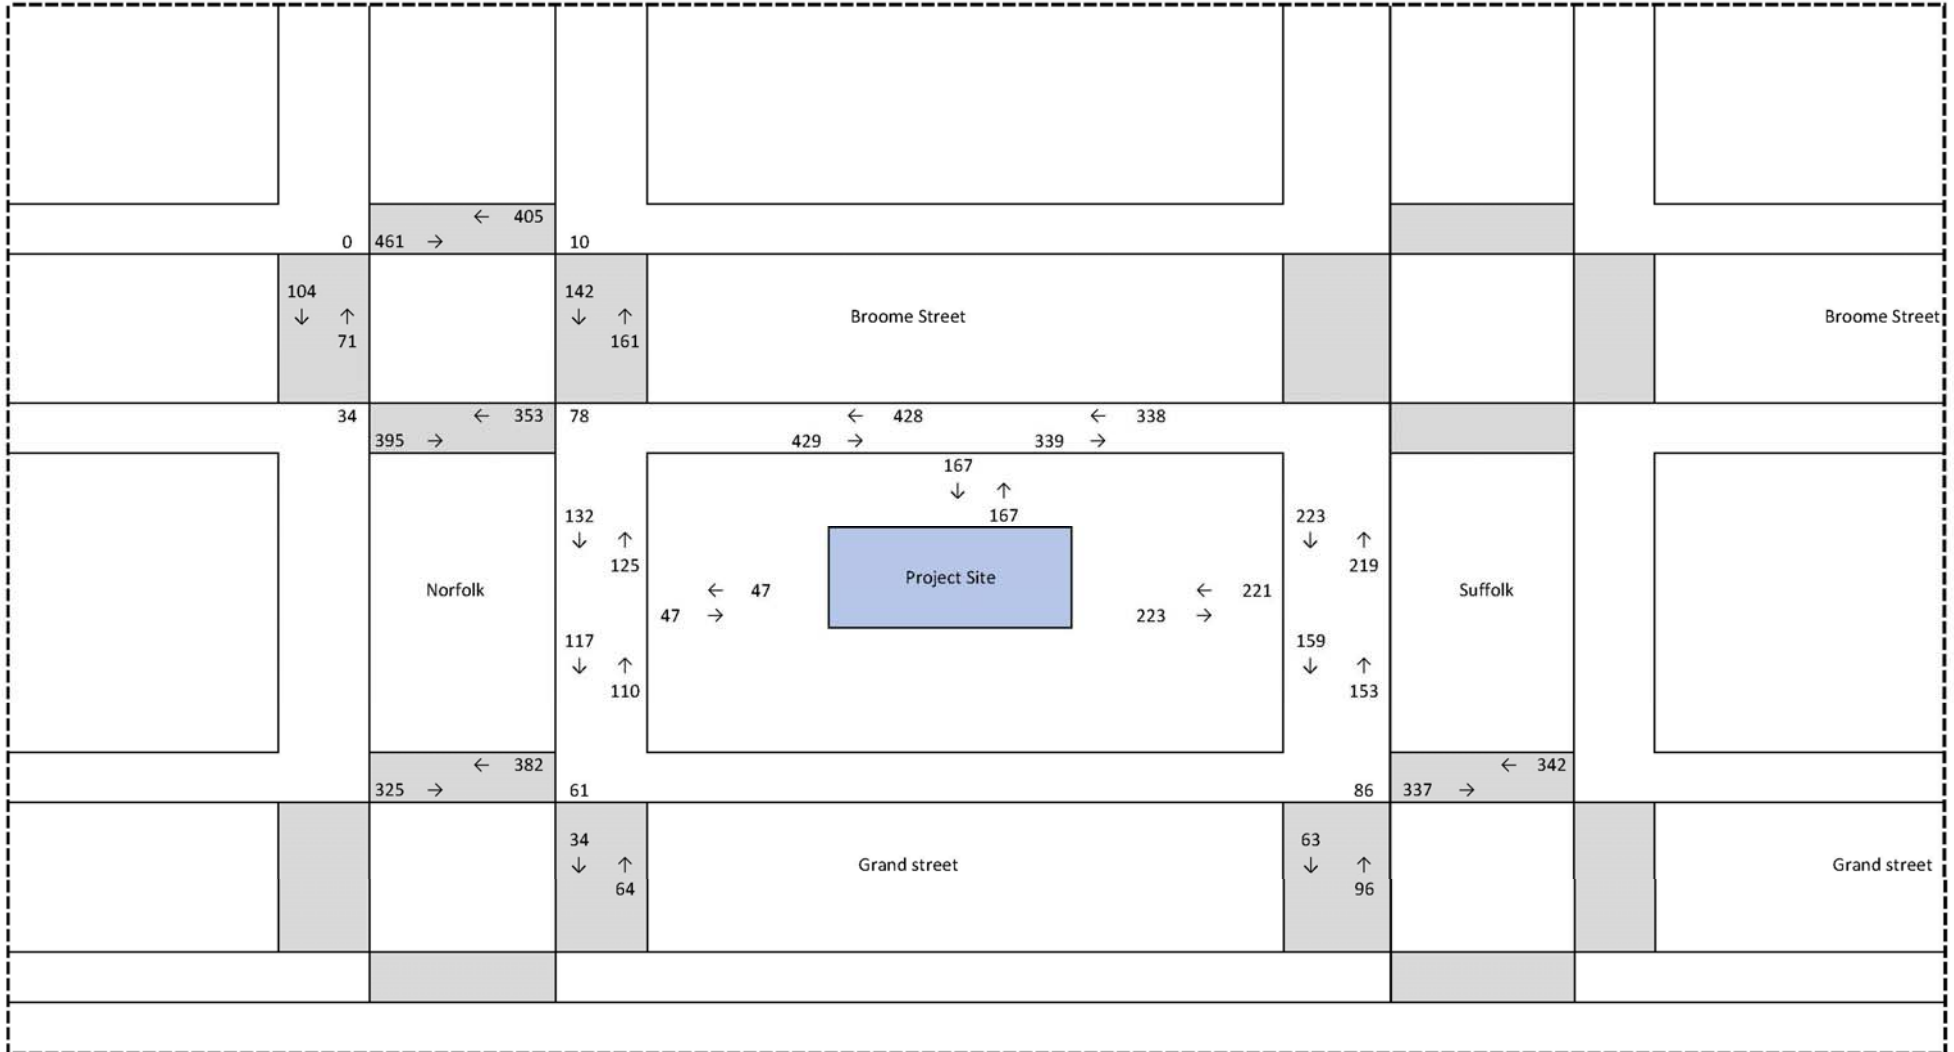 ← 405
0 461 → 10
104 142
↓ ↑ ↓ ↑ Broome Street Broome Street
71 161
34 ← 353 78 ← 428 ← 338
395 → 429 → 339 →
167
↓ ↑
132 167 223
↓ ↑ ↓ ↑
125 219
Project Site
Norfolk ← 47 ← 221 Suffolk
47 → 223 →
117 159
↓ ↑ ↓ ↑
110 153
← 382 ← 342
325 → 61 86 337 →
34 63
↓ ↑ Grand street ↓ ↑ Grand street
64 96